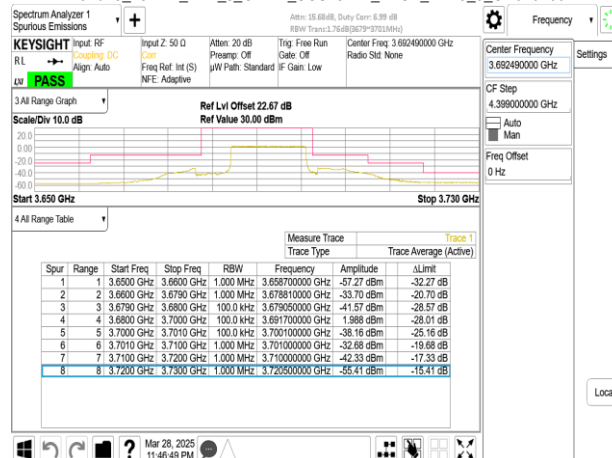 Spectrum Analyzer 1
Spurious Emissions
Attn: 15.68dB, Duty Corr: 6.99 dB
RBW Trans:1.76dB(3679~3701MHz)
Frequency
KEYSIGHT
Input: RF
Input Z: 50 Ω
Atten: 20 dB
Trig: Free Run
Center Freq: 3.692490000 GHz
R L
Coupling: DC
Corr
Preamp: Off
Gate: Off
Radio Std: None
Align: Auto
Freq Ref: Int (S)
µW Path: Standard
IF Gain: Low
PASS
NFE: Adaptive
Center Frequency
3.692490000 GHz
Settings
CF Step
4.399000000 GHz
Auto
Man
Freq Offset
0 Hz
3 All Range Graph
Ref Lvl Offset 22.67 dB
Scale/Div 10.0 dB
Ref Value 30.00 dBm
20.0
0.00
-20.0
-40.0
-60.0
Start 3.650 GHz
Stop 3.730 GHz
4 All Range Table
Measure Trace
Trace 1
Trace Type
Trace Average (Active)
Spur Range Start Freq Stop Freq RBW Frequency Amplitude ΔLimit
1 1 3.6500 GHz 3.6600 GHz 1.000 MHz 3.658700000 GHz -57.27 dBm -32.27 dB
2 2 3.6600 GHz 3.6790 GHz 1.000 MHz 3.678810000 GHz -33.70 dBm -20.70 dB
3 3 3.6790 GHz 3.6800 GHz 100.0 kHz 3.679050000 GHz -41.57 dBm -28.57 dB
4 4 3.6800 GHz 3.7000 GHz 100.0 kHz 3.691700000 GHz 1.988 dBm -28.01 dB
5 5 3.7000 GHz 3.7010 GHz 100.0 kHz 3.700100000 GHz -38.16 dBm -25.16 dB
6 6 3.7010 GHz 3.7100 GHz 1.000 MHz 3.701000000 GHz -32.68 dBm -19.68 dB
7 7 3.7100 GHz 3.7200 GHz 1.000 MHz 3.710000000 GHz -42.33 dBm -17.33 dB
8 8 3.7200 GHz 3.7300 GHz 1.000 MHz 3.720500000 GHz -55.41 dBm -15.41 dB
Mar 28, 2025
11:46:49 PM